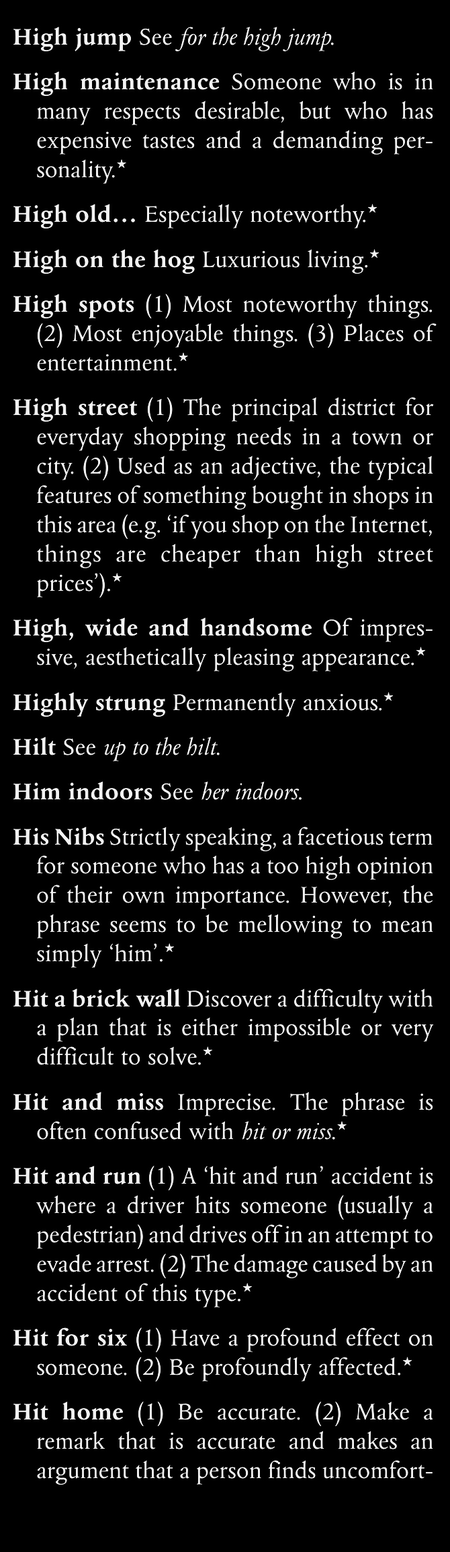 High jump See for the high jump.
High maintenance Someone who is in
many respects desirable, but who has
expensive tastes and a demanding per-
sonality.★
High old… Especially noteworthy.★
High on the hog Luxurious living.★
High spots (1) Most noteworthy things.
(2) Most enjoyable things. (3) Places of
entertainment.★
High street (1) The principal district for
everyday shopping needs in a town or
city. (2) Used as an adjective, the typical
features of something bought in shops in
this area (e.g. ‘if you shop on the Internet,
things are cheaper than high street
prices’).★
High, wide and handsome Of impres-
sive, aesthetically pleasing appearance.★
Highly strung Permanently anxious.★
Hilt See up to the hilt.
Him indoors See her indoors.
His Nibs Strictly speaking, a facetious term
for someone who has a too high opinion
of their own importance. However, the
phrase seems to be mellowing to mean
simply ‘him’.★
Hit a brick wall Discover a difficulty with
a plan that is either impossible or very
difficult to solve.★
Hit and miss Imprecise. The phrase is
often confused with hit or miss.★
Hit and run (1) A ‘hit and run’ accident is
where a driver hits someone (usually a
pedestrian) and drives off in an attempt to
evade arrest. (2) The damage caused by an
accident of this type.★
Hit for six (1) Have a profound effect on
someone. (2) Be profoundly affected.★
Hit home (1) Be accurate. (2) Make a
remark that is accurate and makes an
argument that a person finds uncomfort-